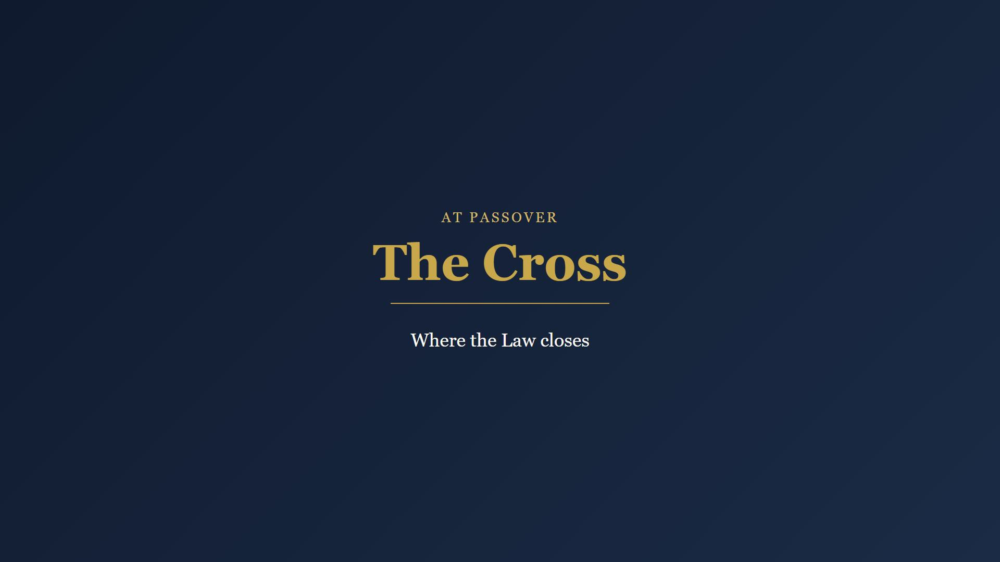 AT PASSOVER
The Cross
Where the Law closes